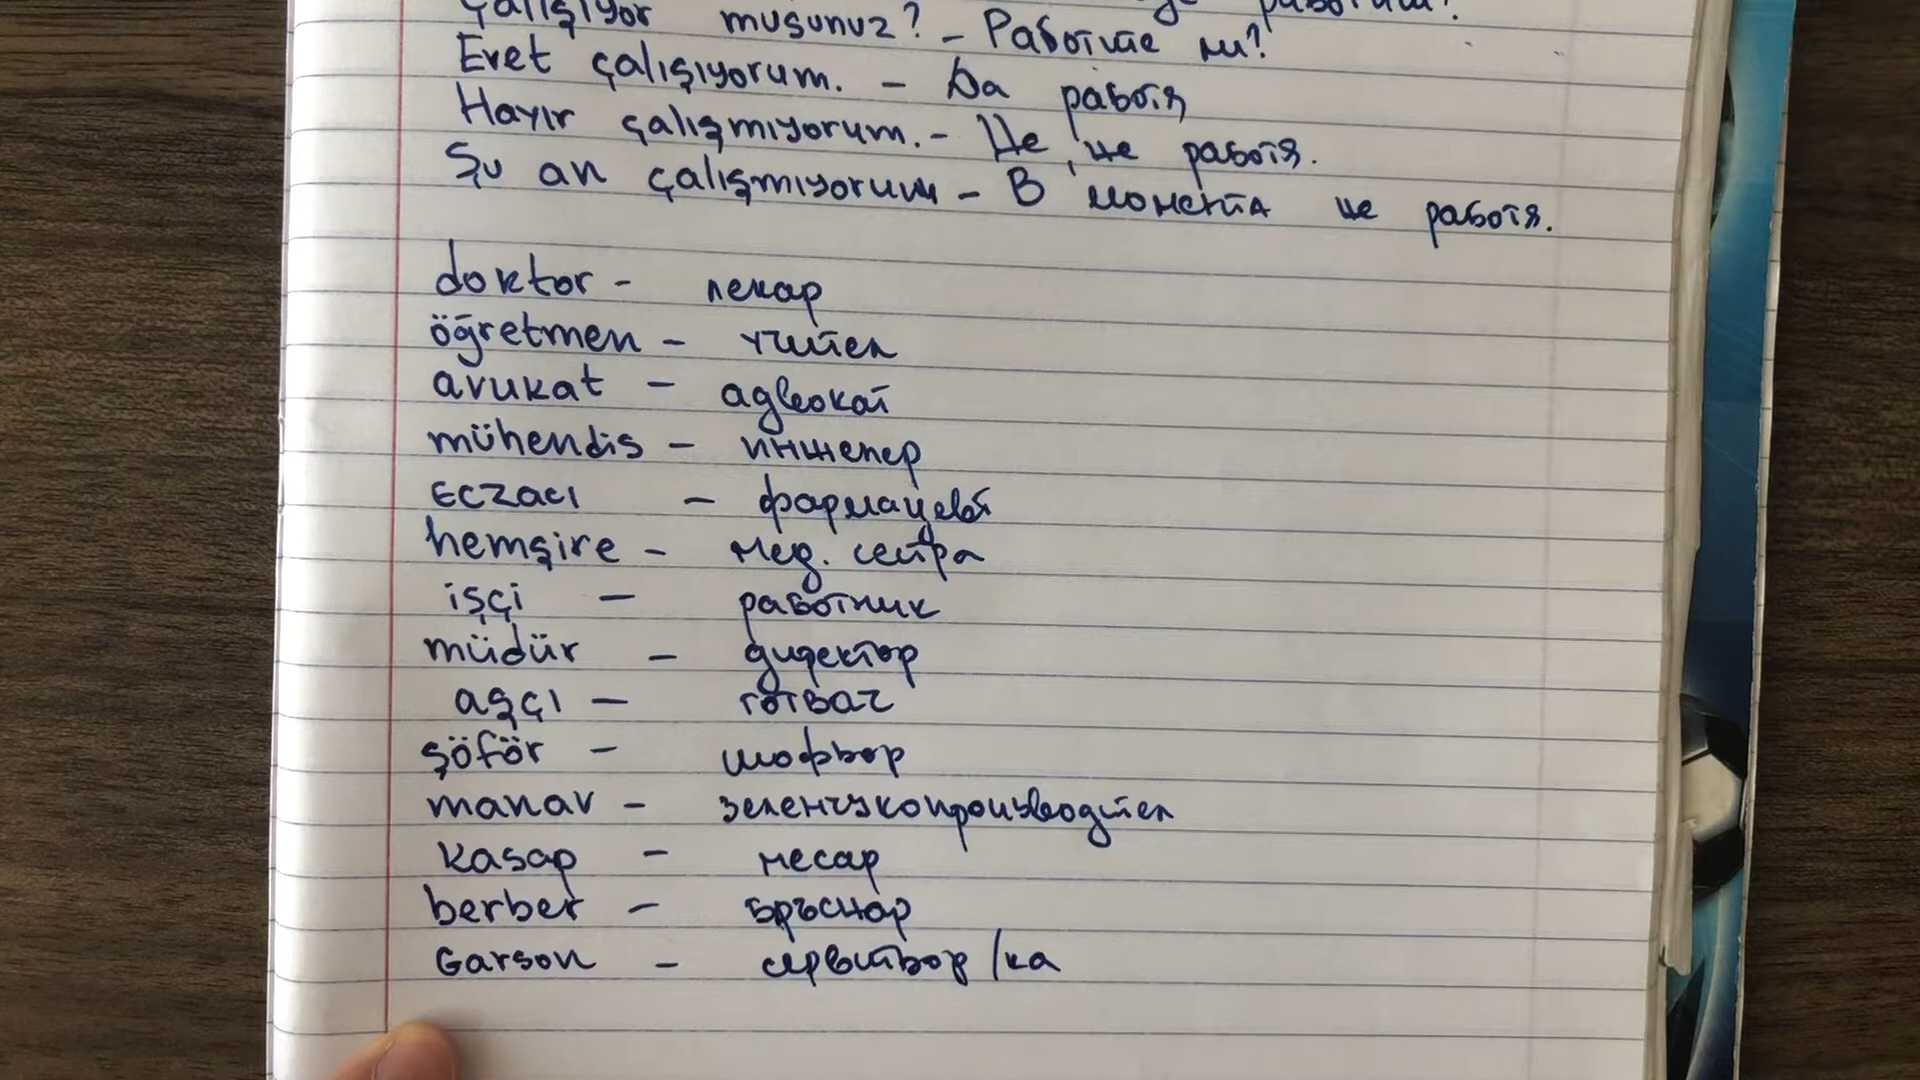 Çalışıyor musunuz? - Работите ли?
Evet çalışıyorum. - Да работя
Hayır çalışmıyorum. - Не, не работя.
Şu an çalışmıyorum - В момента не работя.
doktor - лекар
öğretmen - учител
avukat - адвокат
mühendis - инженер
Eczacı - фармацевт
hemşire - мед. сестра
işçi - работник
müdür - директор
aşçı - готвач
şöför - шофьор
manav - зеленчукопроизводител
kasap - месар
berber - бръснар
Garson - сервитьор /ка